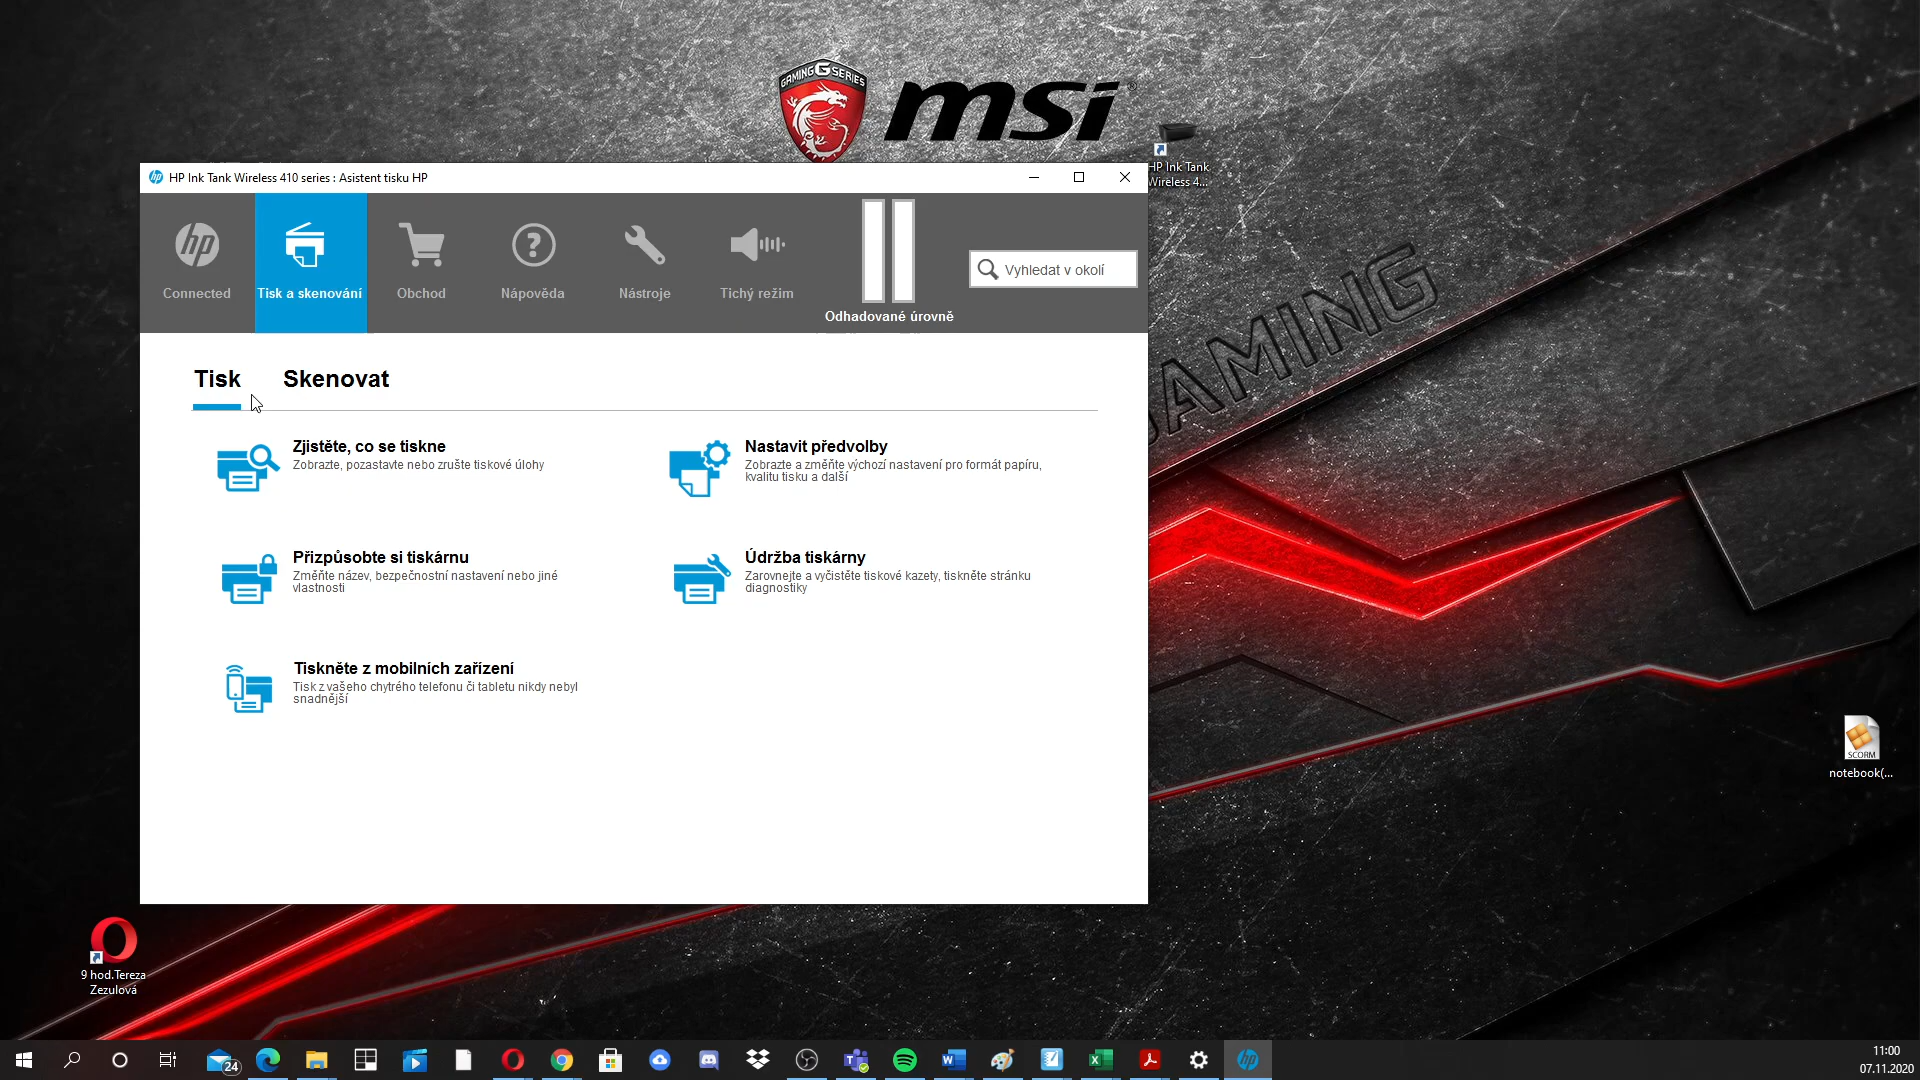 GAMING G SERIES
msi
HP Ink Tank
Wireless 4...
HP Ink Tank Wireless 410 series : Asistent tisku HP
hp
Connected
Tisk a skenování
Obchod
Nápověda
Nástroje
Tichý režim
Odhadované úrovně
Vyhledat v okolí
GAMING
Tisk
Skenovat
Zjistěte, co se tiskne
Zobrazte, pozastavte nebo zrušte tiskové úlohy
Nastavit předvolby
Zobrazte a změňte výchozí nastavení pro formát papíru,
kvalitu tisku a další
Přizpůsobte si tiskárnu
Změňte název, bezpečnostní nastavení nebo jiné
vlastnosti
Údržba tiskárny
Zarovnejte a vyčistěte tiskové kazety, tiskněte stránku
diagnostiky
Tiskněte z mobilních zařízení
Tisk z vašeho chytrého telefonu či tabletu nikdy nebyl
snadnější
SCORM
notebook(...
9 hod.Tereza
Zezulová
24
11:00
07.11.2020